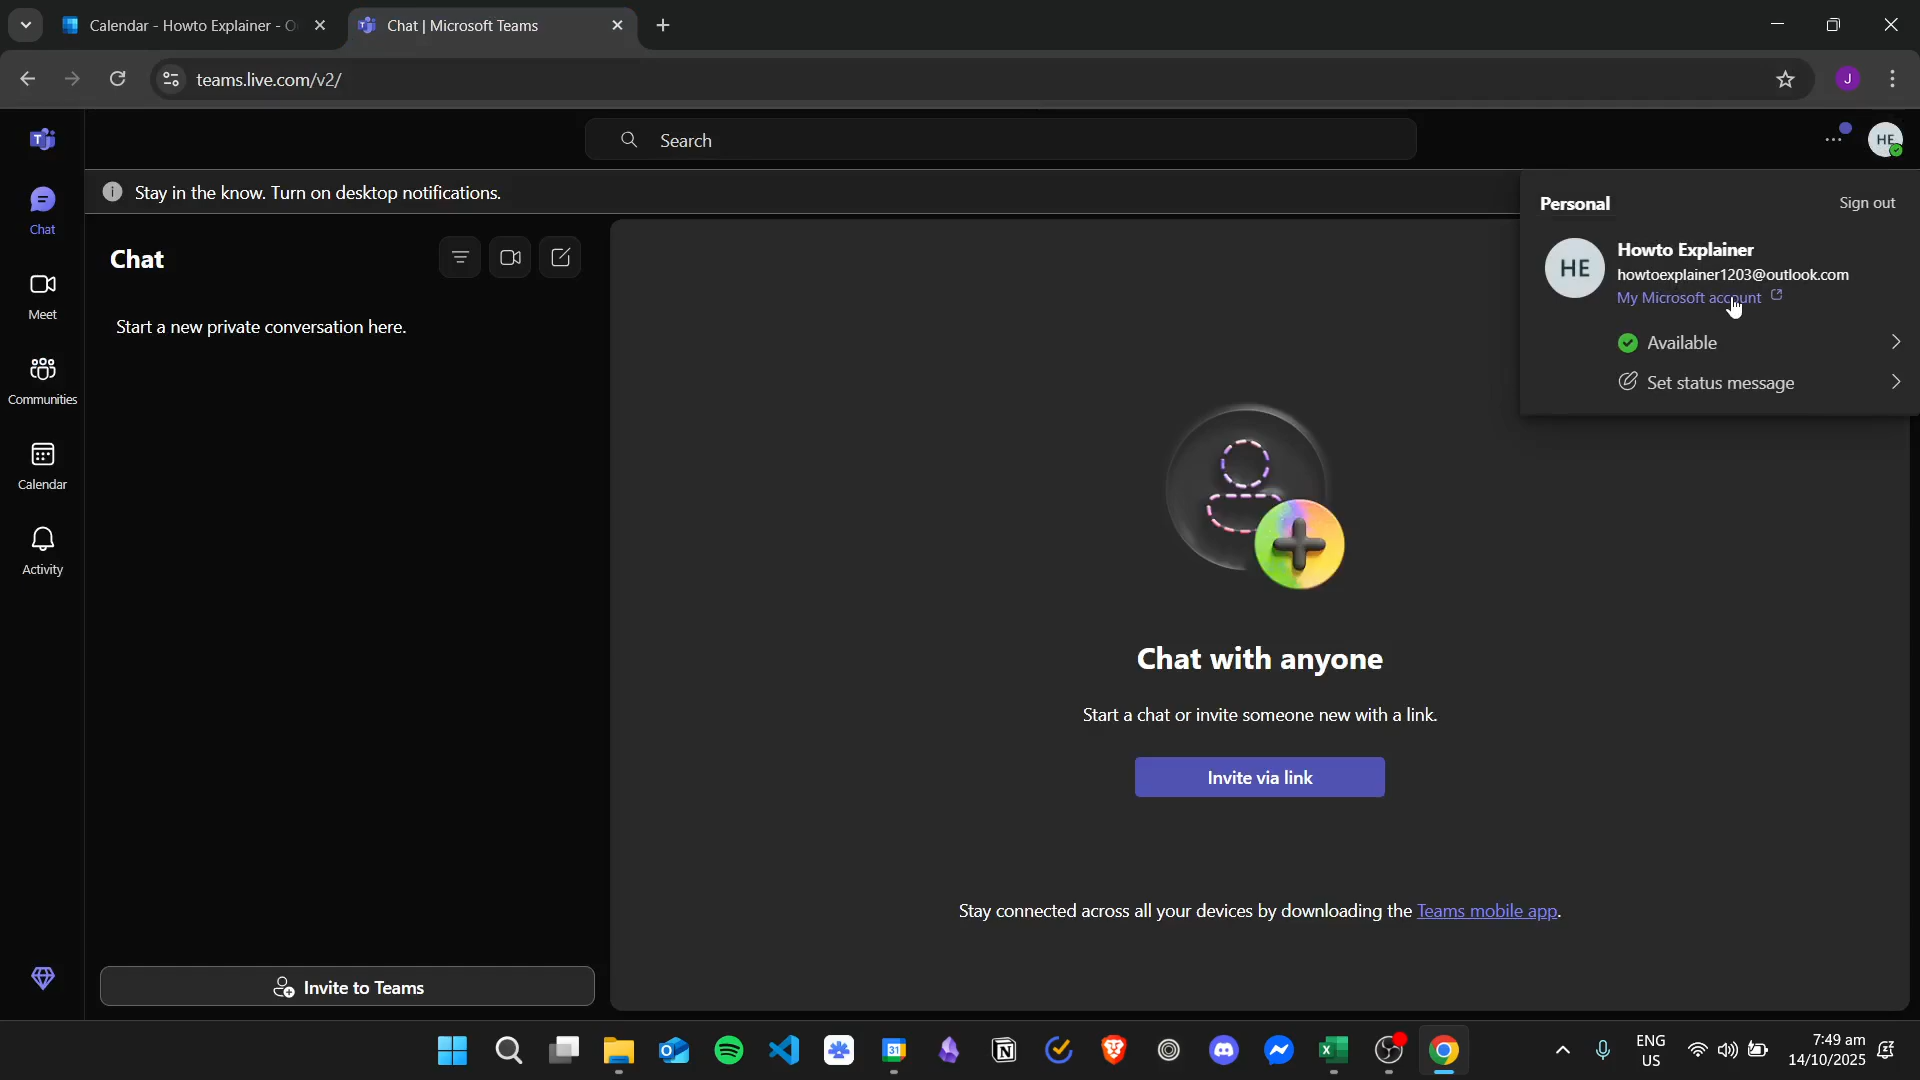 Calendar - Howto Explainer - O
Chat | Microsoft Teams
teams.live.com/v2/
J
Search
HE
Stay in the know. Turn on desktop notifications.
Personal
Sign out
HE
Howto Explainer
howtoexplainer1203@outlook.com
My Microsoft account
Available
Set status message
Chat
Meet
Communities
Calendar
Activity
Chat
Start a new private conversation here.
Chat with anyone
Start a chat or invite someone new with a link.
Invite via link
Stay connected across all your devices by downloading the Teams mobile app.
Invite to Teams
31
ENG
US
7:49 am
14/10/2025